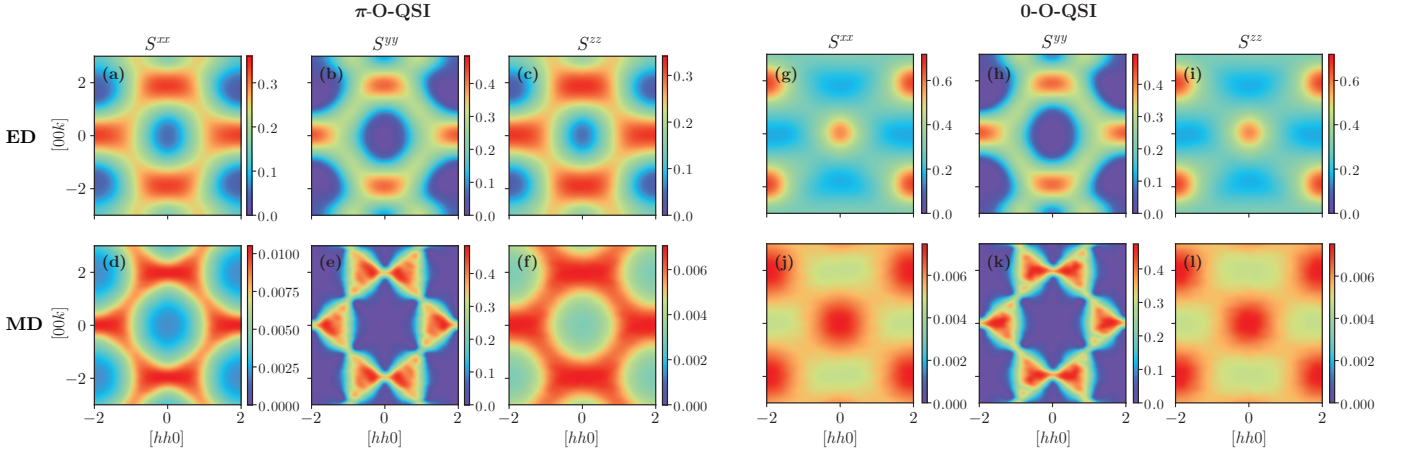 π-O-QSI 0-O-QSI
S^{xx} S^{yy} S^{zz} S^{xx} S^{yy} S^{zz}
ED
[00k]
2
0
−2
(a)
0.3
0.2
0.1
0.0
(b)
0.4
0.3
0.2
0.1
0.0
(c)
0.3
0.2
0.1
0.0
(g)
0.6
0.4
0.2
0.0
(h)
0.4
0.3
0.2
0.1
0.0
(i)
0.6
0.4
0.2
0.0
MD
[00k]
2
0
−2
(d)
0.0100
0.0075
0.0050
0.0025
0.0000
(e)
0.4
0.3
0.2
0.1
0.0
(f)
0.006
0.004
0.002
0.000
(j)
0.006
0.004
0.002
0.000
(k)
0.4
0.3
0.2
0.1
0.0
(l)
0.006
0.004
0.002
0.000
−2 0 2 −2 0 2 −2 0 2 −2 0 2 −2 0 2 −2 0 2
[hh0] [hh0] [hh0] [hh0] [hh0] [hh0]